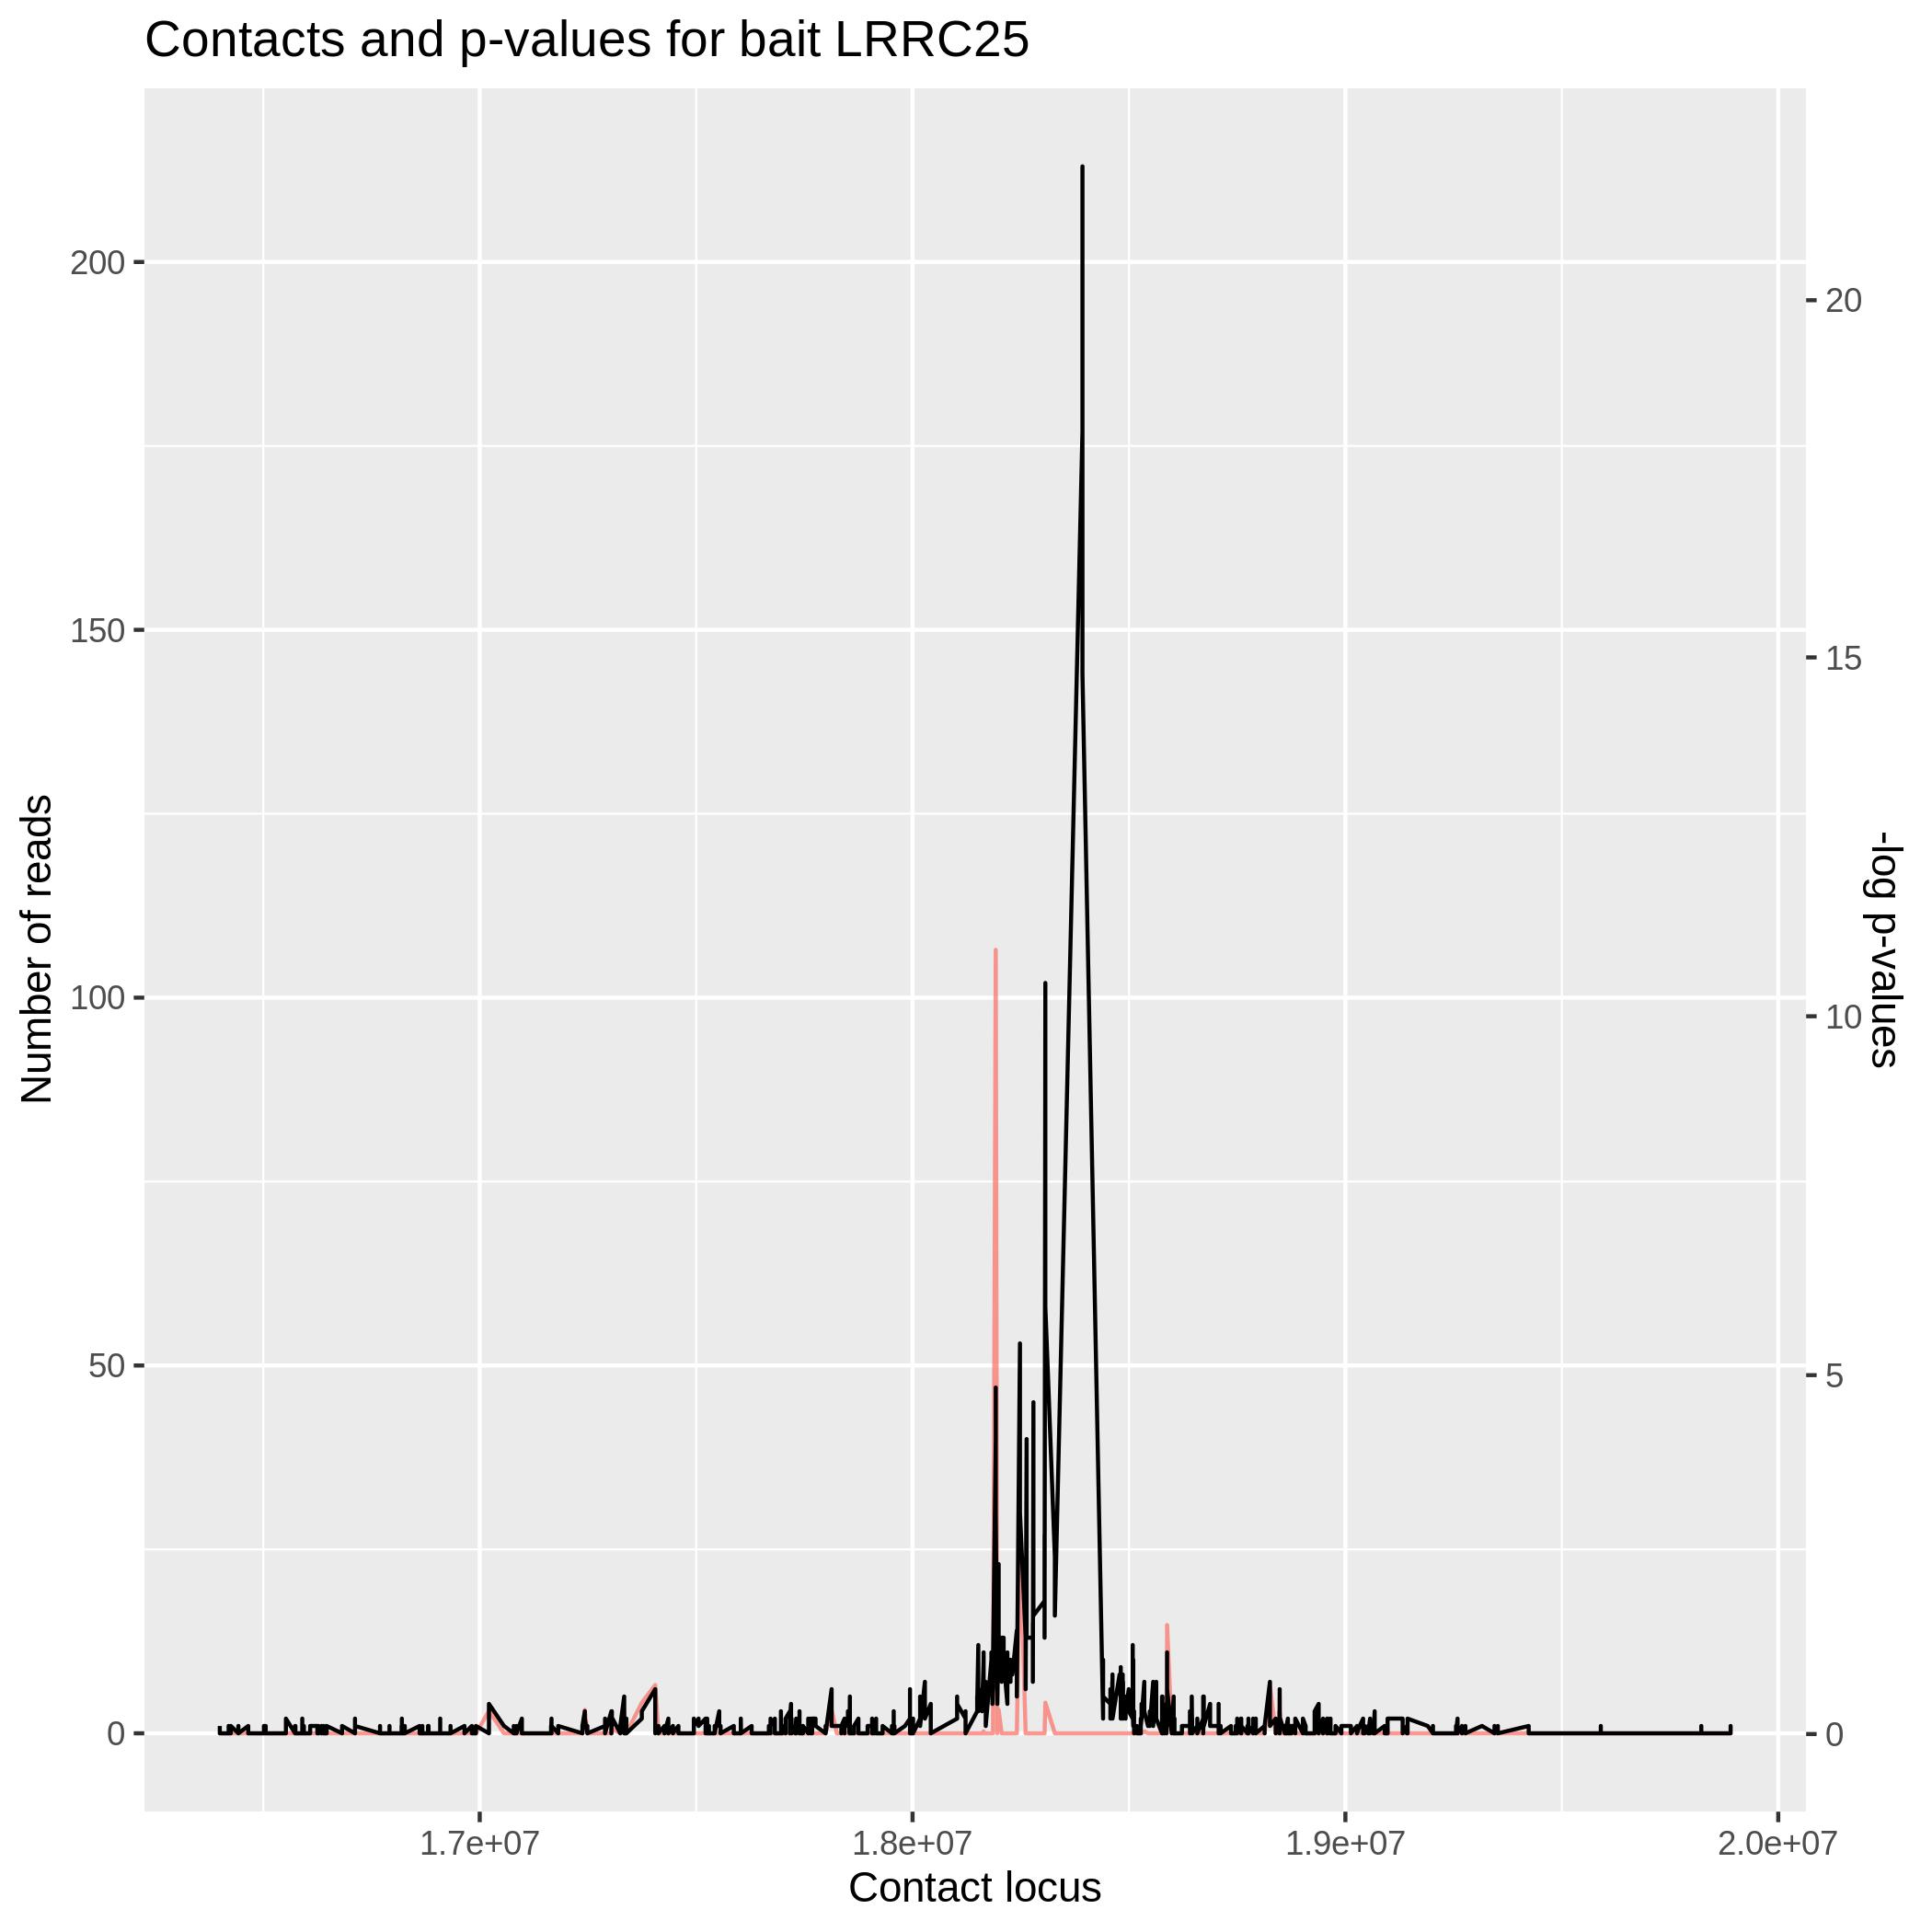 Contacts and p-values for bait LRRC25
200
150
100
50
0
Number of reads
20
15
10
5
0
-log p-values
1.7e+07
1.8e+07
1.9e+07
2.0e+07
Contact locus